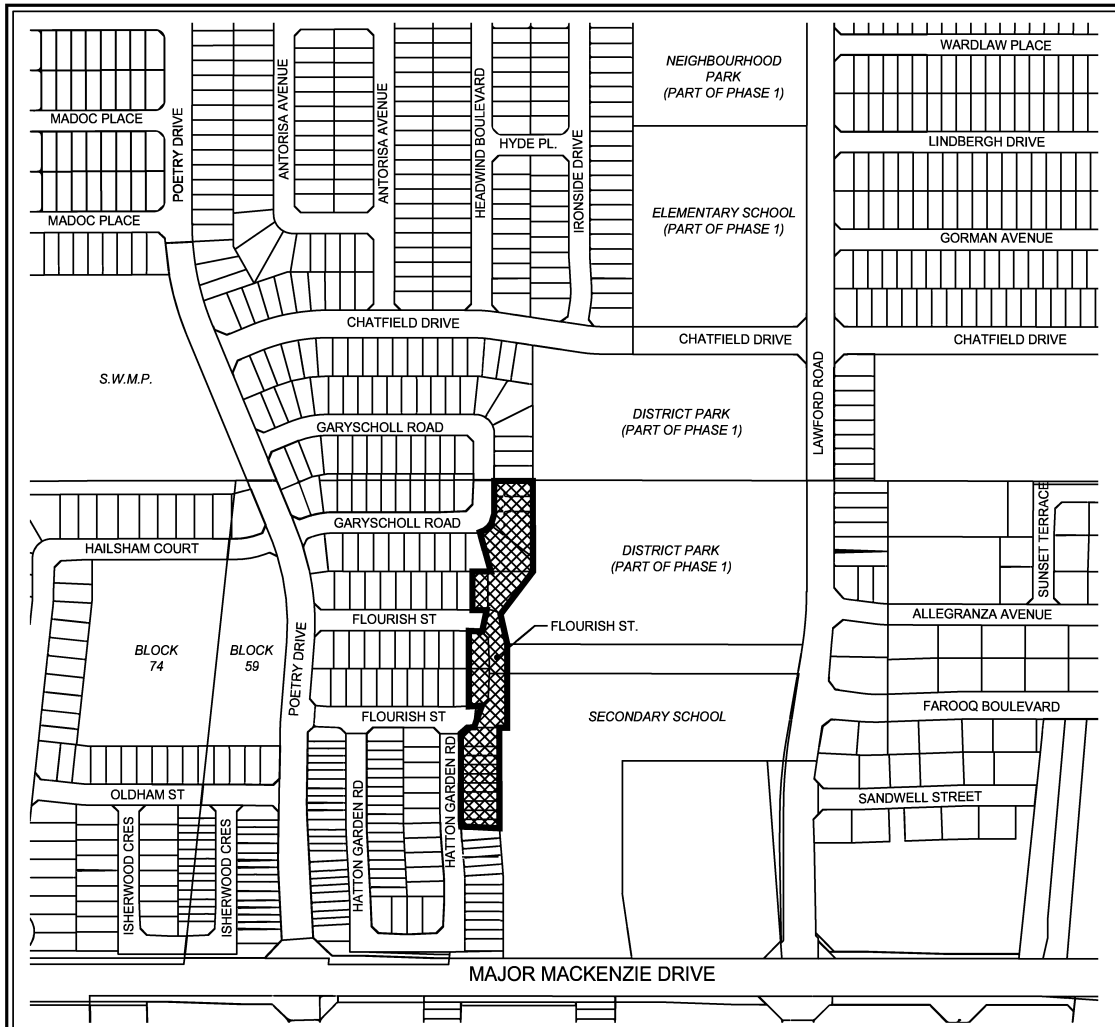 WARDLAW PLACE
NEIGHBOURHOOD
PARK
(PART OF PHASE 1)
MADOC PLACE
POETRY DRIVE
ANTORISA AVENUE
ANTORISA AVENUE
HEADWIND BOULEVARD
HYDE PL.
IRONSIDE DRIVE
LINDBERGH DRIVE
MADOC PLACE
ELEMENTARY SCHOOL
(PART OF PHASE 1)
GORMAN AVENUE
CHATFIELD DRIVE
CHATFIELD DRIVE
CHATFIELD DRIVE
S.W.M.P.
LAWFORD ROAD
DISTRICT PARK
(PART OF PHASE 1)
GARYSCHOLL ROAD
GARYSCHOLL ROAD
HAILSHAM COURT
DISTRICT PARK
(PART OF PHASE 1)
SUNSET TERRACE
ALLEGRANZA AVENUE
FLOURISH ST
FLOURISH ST.
BLOCK
74
BLOCK
59
POETRY DRIVE
FLOURISH ST
SECONDARY SCHOOL
FAROOQ BOULEVARD
OLDHAM ST
HATTON GARDEN RD
HATTON GARDEN RD
SANDWELL STREET
ISHERWOOD CRES
ISHERWOOD CRES
MAJOR MACKENZIE DRIVE